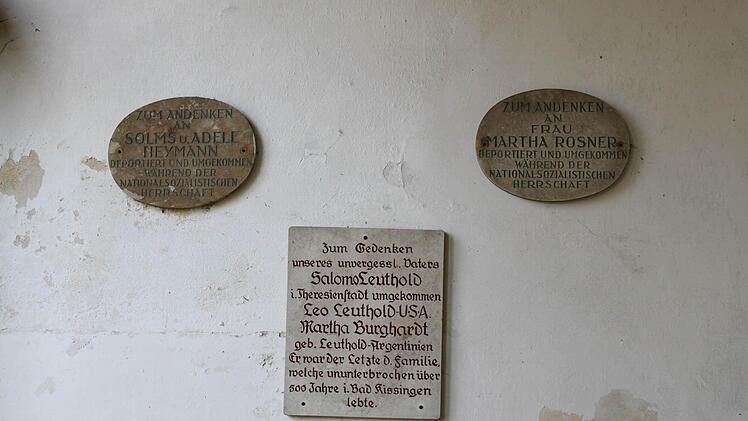 ZUM ANDENKEN
AN
SOLMS U. ADELE
HEYMANN
DEPORTIERT UND UMGEKOMMEN
WÄHREND DER
NATIONALSOZIALISTISCHEN
HERRSCHAFT
ZUM ANDENKEN
AN
FRAU
MARTHA ROSNER
DEPORTIERT UND UMGEKOMMEN
WÄHREND DER
NATIONALSOZIALISTISCHEN
HERRSCHAFT
Zum Gedenken
unseres unvergessl. Vaters
Salomo Leuthold
i. Theresienstadt umgekommen
Leo Leuthold-USA.
Martha Burghardt
geb. Leuthold-Argentinien
Er war der Letzte d. Familie,
welche ununterbrochen über
500 Jahre i. Bad Kissingen
lebte.